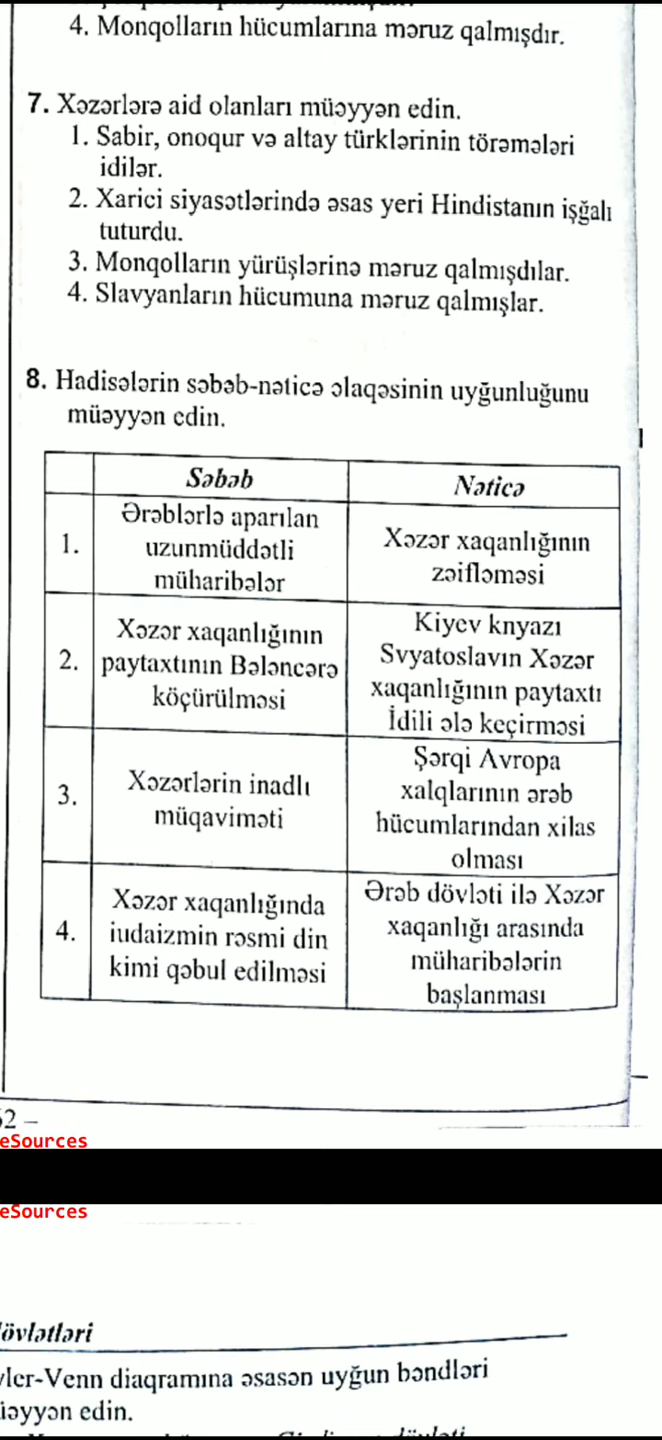 4. Monqolların hücumlarına məruz qalmışdır.
7. Xəzərlərə aid olanları müəyyən edin.
1. Sabir, onoqur və altay türklərinin törəmələri
idilər.
2. Xarici siyasətlərində əsas yeri Hindistanın işğalı
tuturdu.
3. Monqolların yürüşlərinə məruz qalmışdılar.
4. Slavyanların hücumuna məruz qalmışlar.
8. Hadisələrin səbəb-nəticə əlaqəsinin uyğunluğunu
müəyyən edin.
Səbəb
Nəticə
1.
Ərəblərlə aparılan
uzunmüddətli
müharibələr
Xəzər xaqanlığının
zəifləməsi
2.
Xəzər xaqanlığının
paytaxtının Bələncərə
köçürülməsi
Kiyev knyazı
Svyatoslavın Xəzər
xaqanlığının paytaxtı
İdili ələ keçirməsi
3.
Xəzərlərin inadlı
müqaviməti
Şərqi Avropa
xalqlarının ərəb
hücumlarından xilas
olması
4.
Xəzər xaqanlığında
iudaizmin rəsmi din
kimi qəbul edilməsi
Ərəb dövləti ilə Xəzər
xaqanlığı arasında
müharibələrin
başlanması
2 –
eSources
eSources
övlətləri
yler-Venn diaqramına əsasən uyğun bəndləri
üəyyən edin.